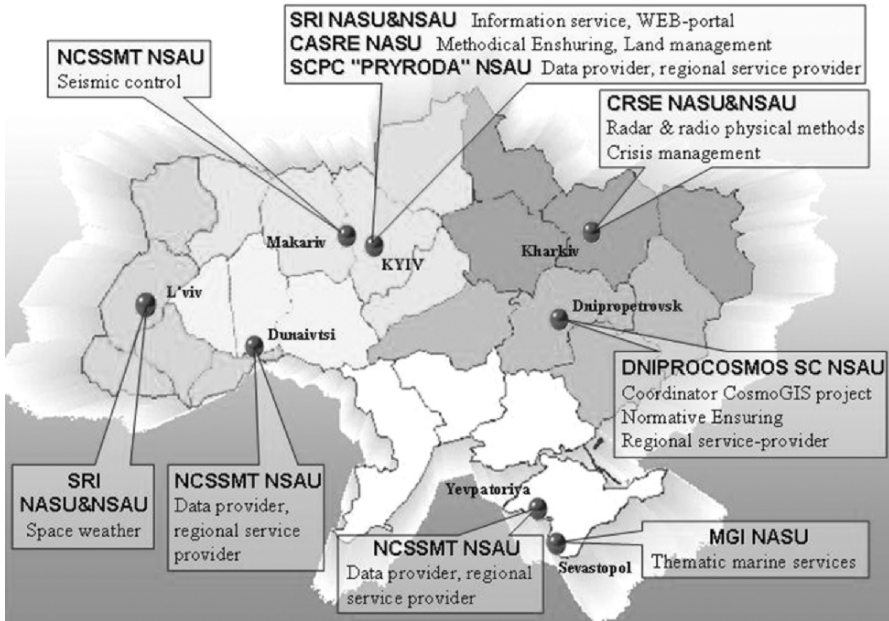 SRI NASU&NSAU Information service, WEB-portal
CASRE NASU Methodical Enshuring, Land management
SCPC "PRYRODA" NSAU Data provider, regional service provider
NCSSMT NSAU
Seismic control
CRSE NASU&NSAU
Radar & radio physical methods
Crisis management
Makariv
KYIV
Kharkiv
L'viv
Dunaivtsi
Dnipropetrovsk
DNIPROCOSMOS SC NSAU
Coordinator CosmoGIS project
Normative Ensuring
Regional service-provider
SRI
NASU&NSAU
Space weather
NCSSMT NSAU
Data provider,
regional service
provider
Yevpatoriya
NCSSMT NSAU
Data provider, regional
service provider
MGI NASU
Thematic marine services
Sevastopol